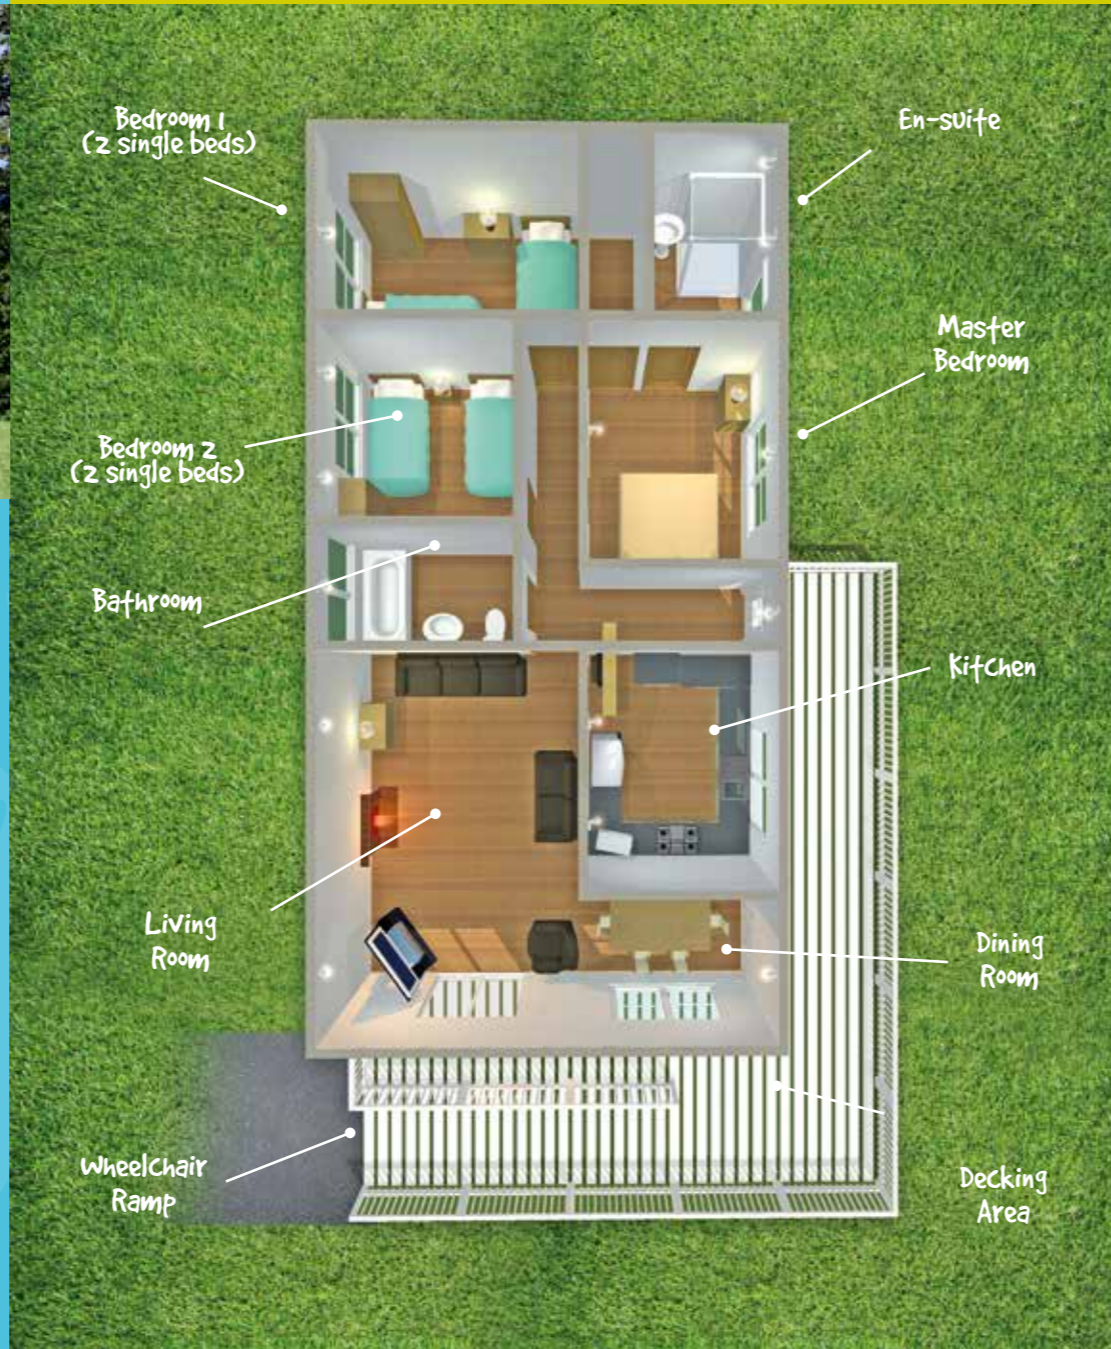 Bedroom 1
(2 single beds)
En-suite
Master
Bedroom
Bedroom 2
(2 single beds)
Bathroom
Kitchen
Living
Room
Dining
Room
Wheelchair
Ramp
Decking
Area